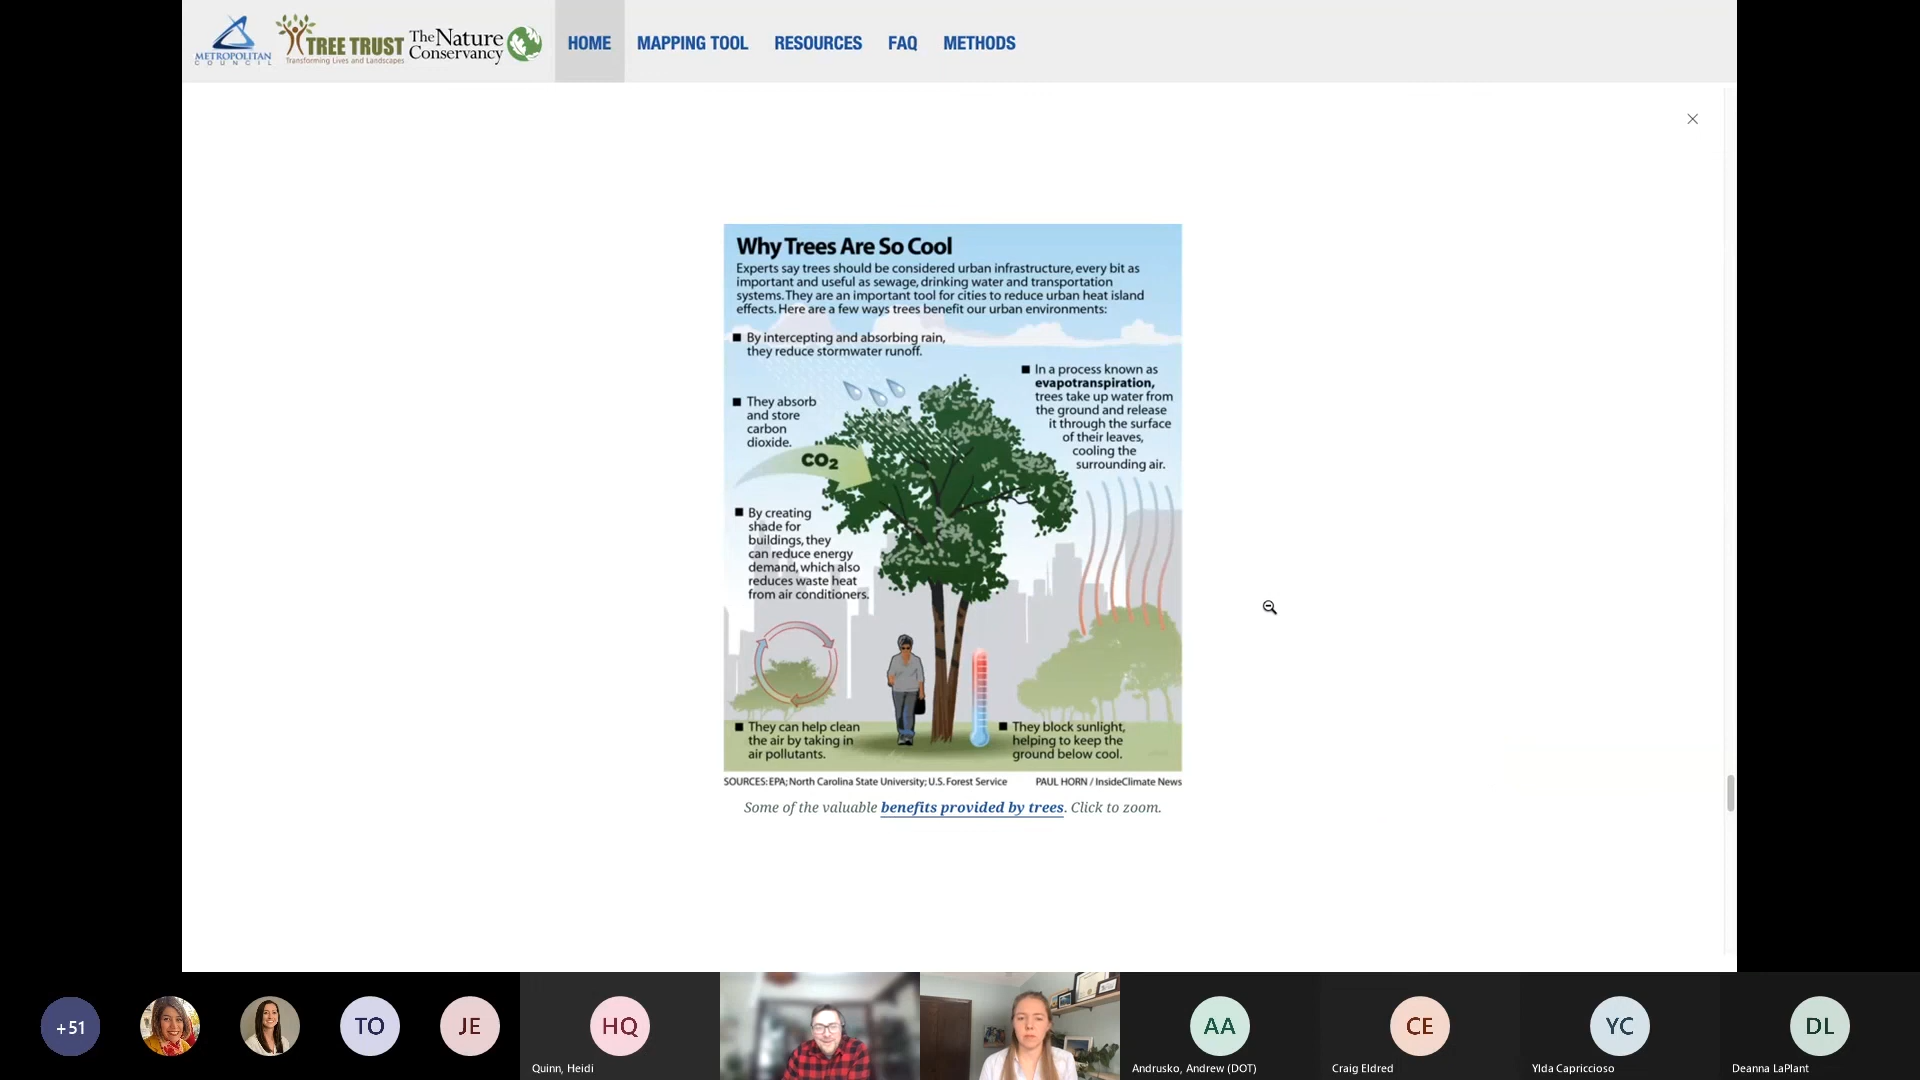 METROPOLITAN
COUNCIL
TREE TRUST
Transforming Lives and Landscapes
The Nature
Conservancy
HOME
MAPPING TOOL
RESOURCES
FAQ
METHODS
Why Trees Are So Cool
Experts say trees should be considered urban infrastructure, every bit as
important and useful as sewage, drinking water and transportation
systems. They are an important tool for cities to reduce urban heat island
effects. Here are a few ways trees benefit our urban environments:
By intercepting and absorbing rain,
they reduce stormwater runoff.
In a process known as
evapotranspiration,
trees take up water from
the ground and release
it through the surface
of their leaves,
cooling the
surrounding air.
They absorb
and store
carbon
dioxide.
CO2
By creating
shade for
buildings, they
can reduce energy
demand, which also
reduces waste heat
from air conditioners.
They can help clean
the air by taking in
air pollutants.
They block sunlight,
helping to keep the
ground below cool.
SOURCES: EPA; North Carolina State University; U.S. Forest Service
PAUL HORN / InsideClimate News
Some of the valuable benefits provided by trees. Click to zoom.
+51
TO
JE
HQ
Quinn, Heidi
AA
Andrusko, Andrew (DOT)
CE
Craig Eldred
YC
Ylda Capriccioso
DL
Deanna LaPlant